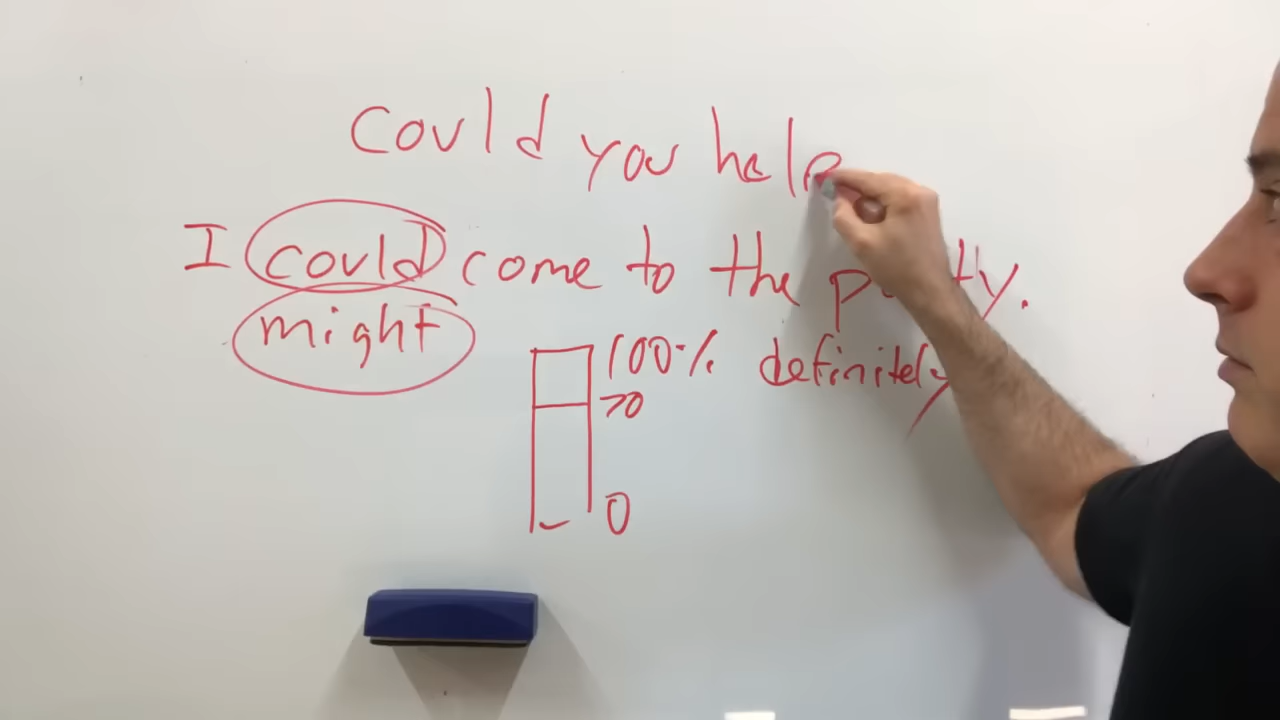 Could you help
I could come to the party.
might
100% definitely
70
0